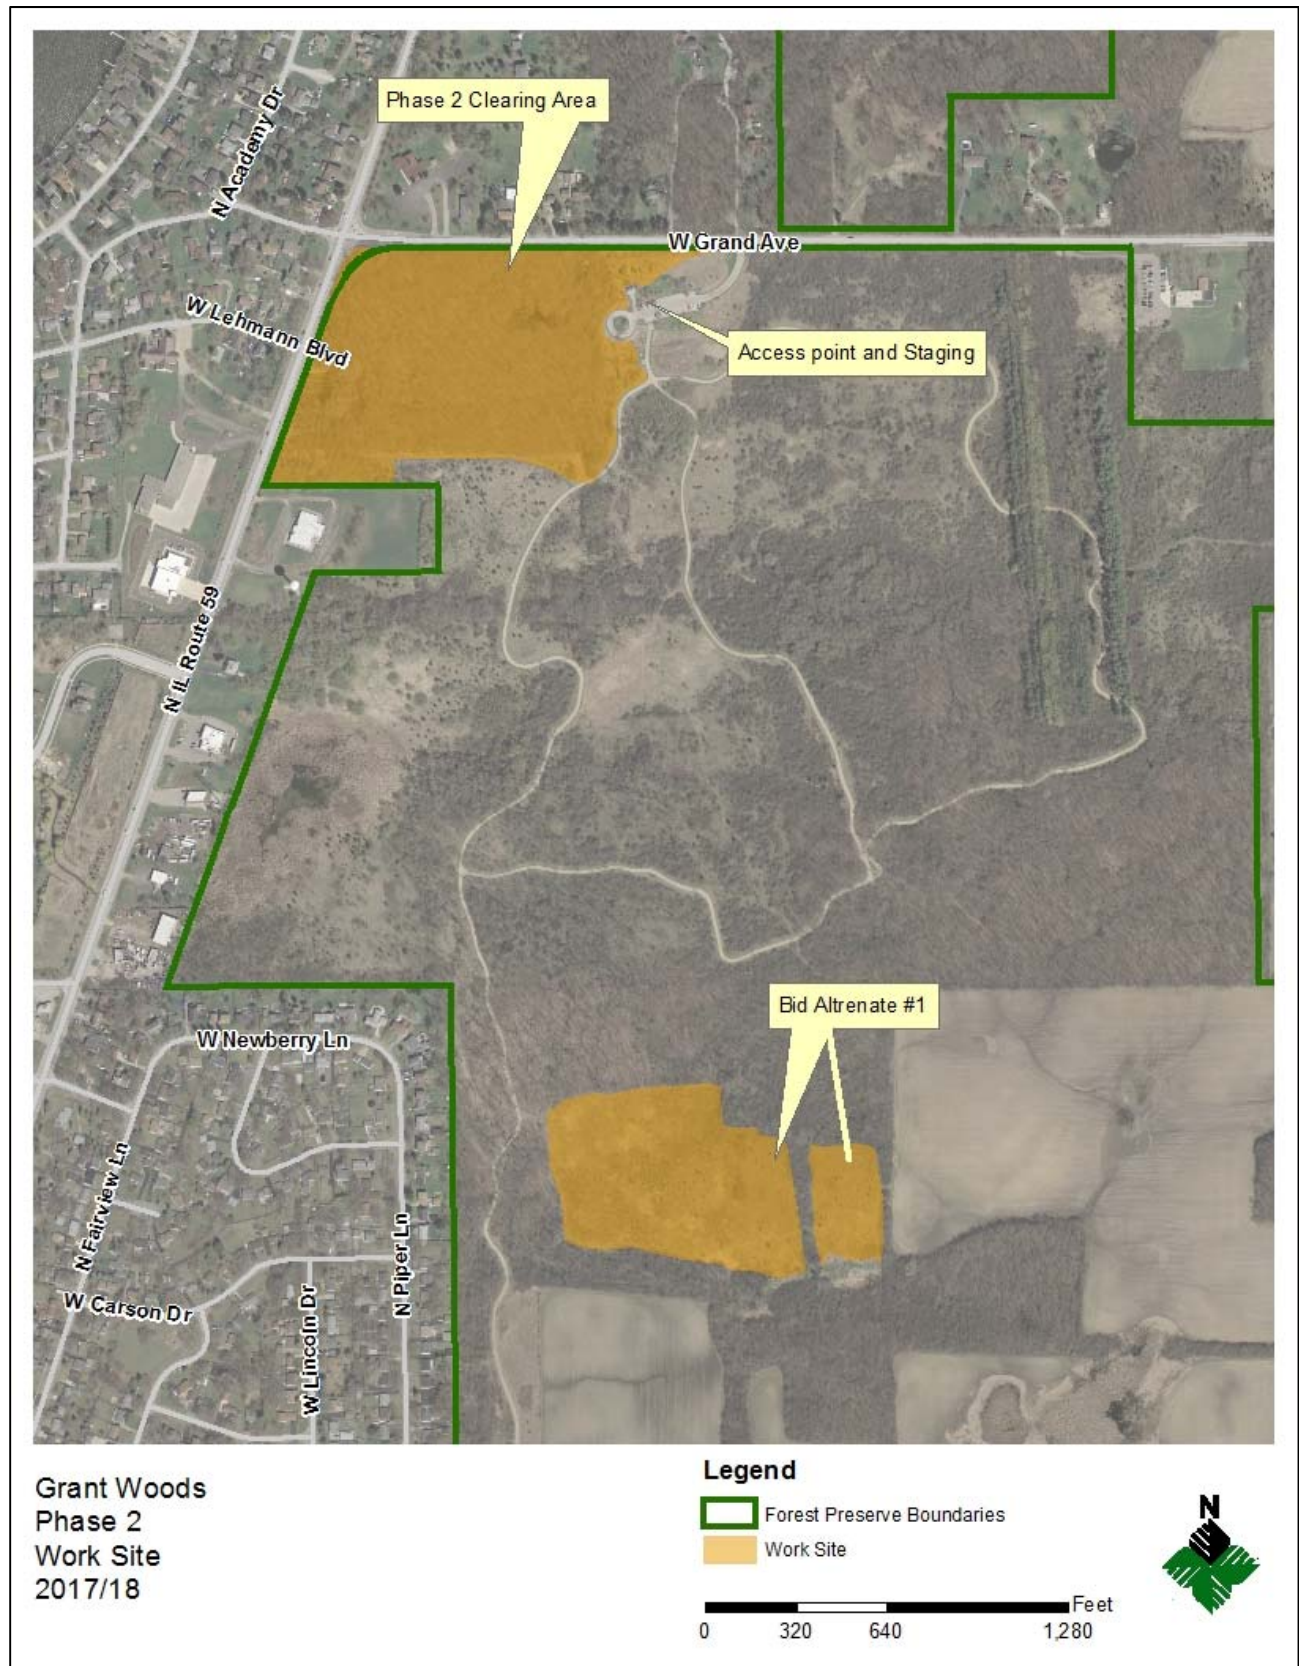 Phase 2 Clearing Area
N Academy Dr
W Grand Ave
W Lehmann Blvd
Access point and Staging
N IL Route 59
Bid Altrenate #1
W Newberry Ln
N Fairview Ln
N Piper Ln
W Carson Dr
W Lincoln Dr
Grant Woods
Phase 2
Work Site
2017/18
Legend
Forest Preserve Boundaries
Work Site
Feet
0 320 640 1,280
N